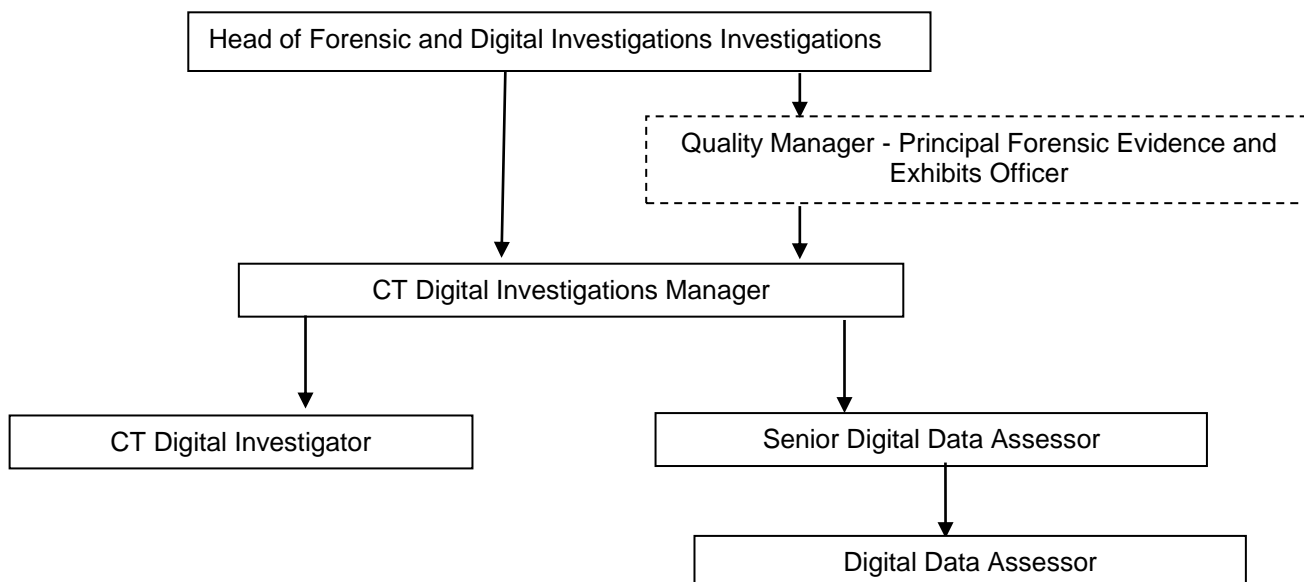 Head of Forensic and Digital Investigations Investigations
Quality Manager - Principal Forensic Evidence and
Exhibits Officer
CT Digital Investigations Manager
CT Digital Investigator
Senior Digital Data Assessor
Digital Data Assessor